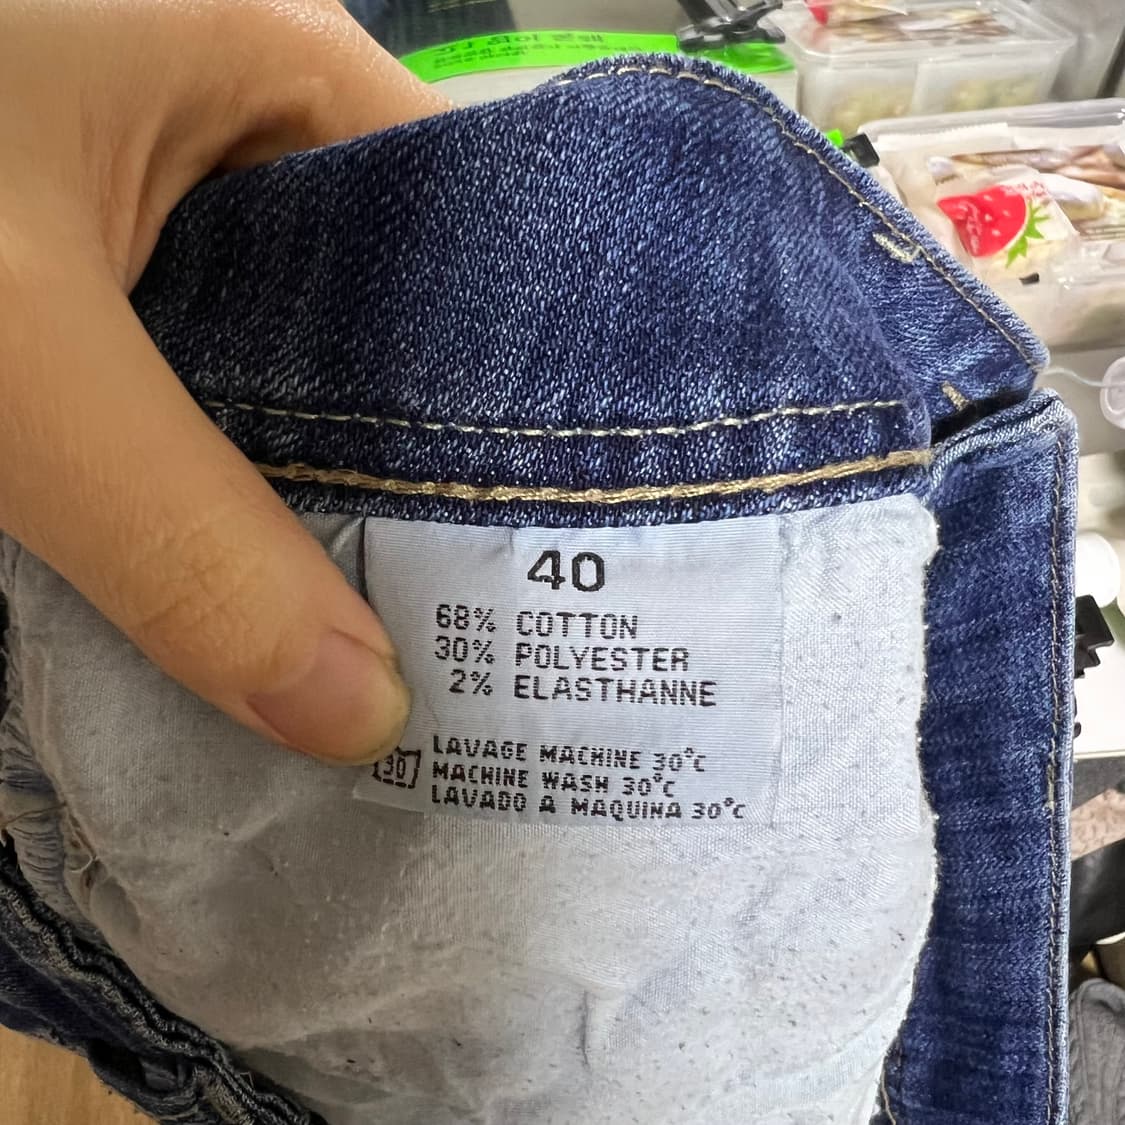 40
68% COTTON
30% POLYESTER
2% ELASTHANNE
30
LAVAGE MACHINE 30°C
MACHINE WASH 30°C
LAVADO A MAQUINA 30°C